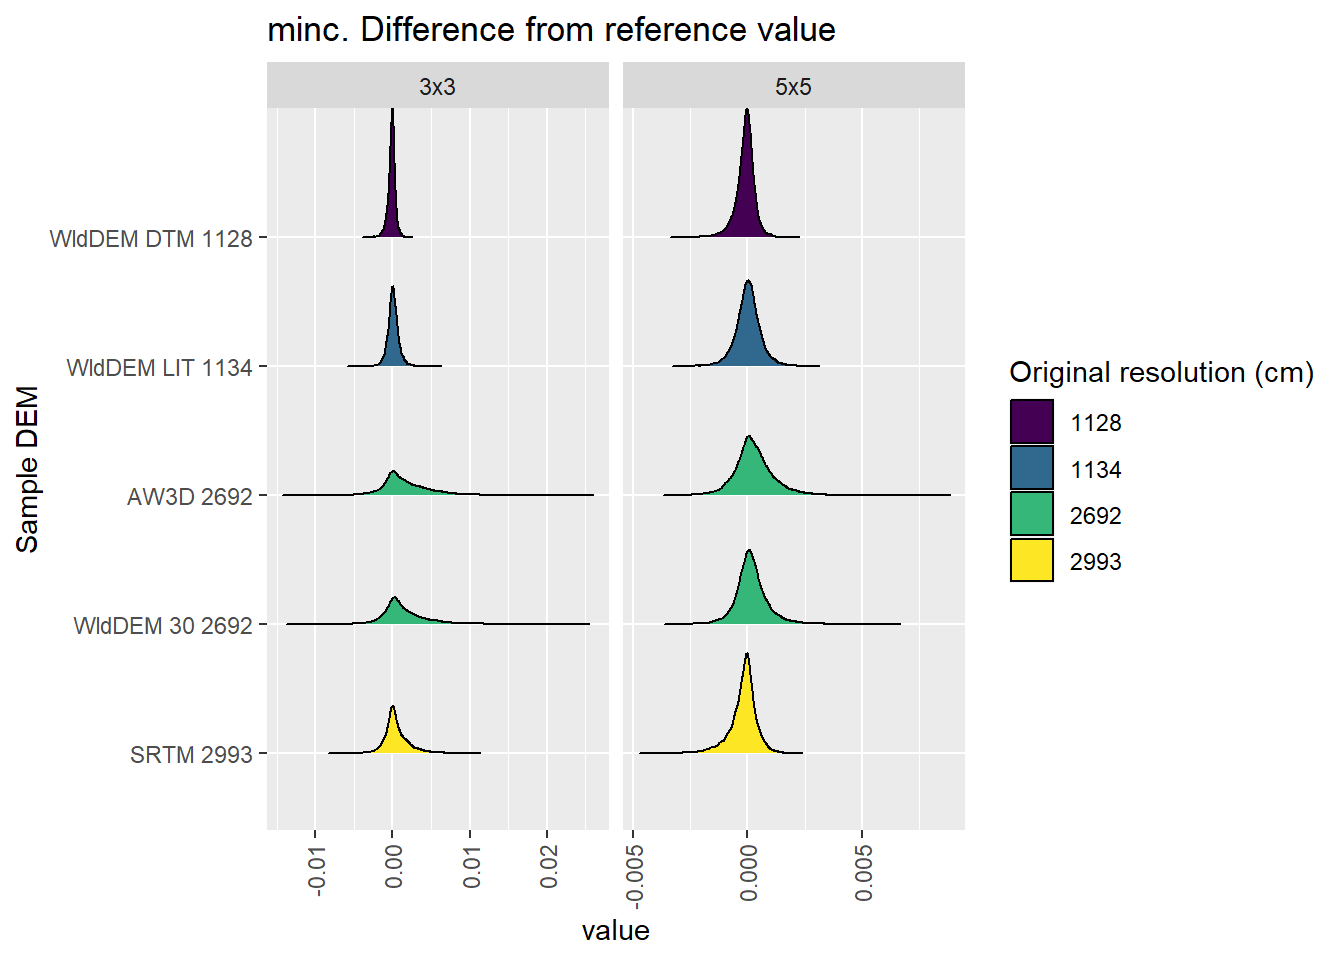 minc. Difference from reference value
3x3
5x5
WldDEM DTM 1128
WldDEM LIT 1134
AW3D 2692
WldDEM 30 2692
SRTM 2993
Sample DEM
-0.01
0.00
0.01
0.02
-0.005
0.000
0.005
value
Original resolution (cm)
1128
1134
2692
2993